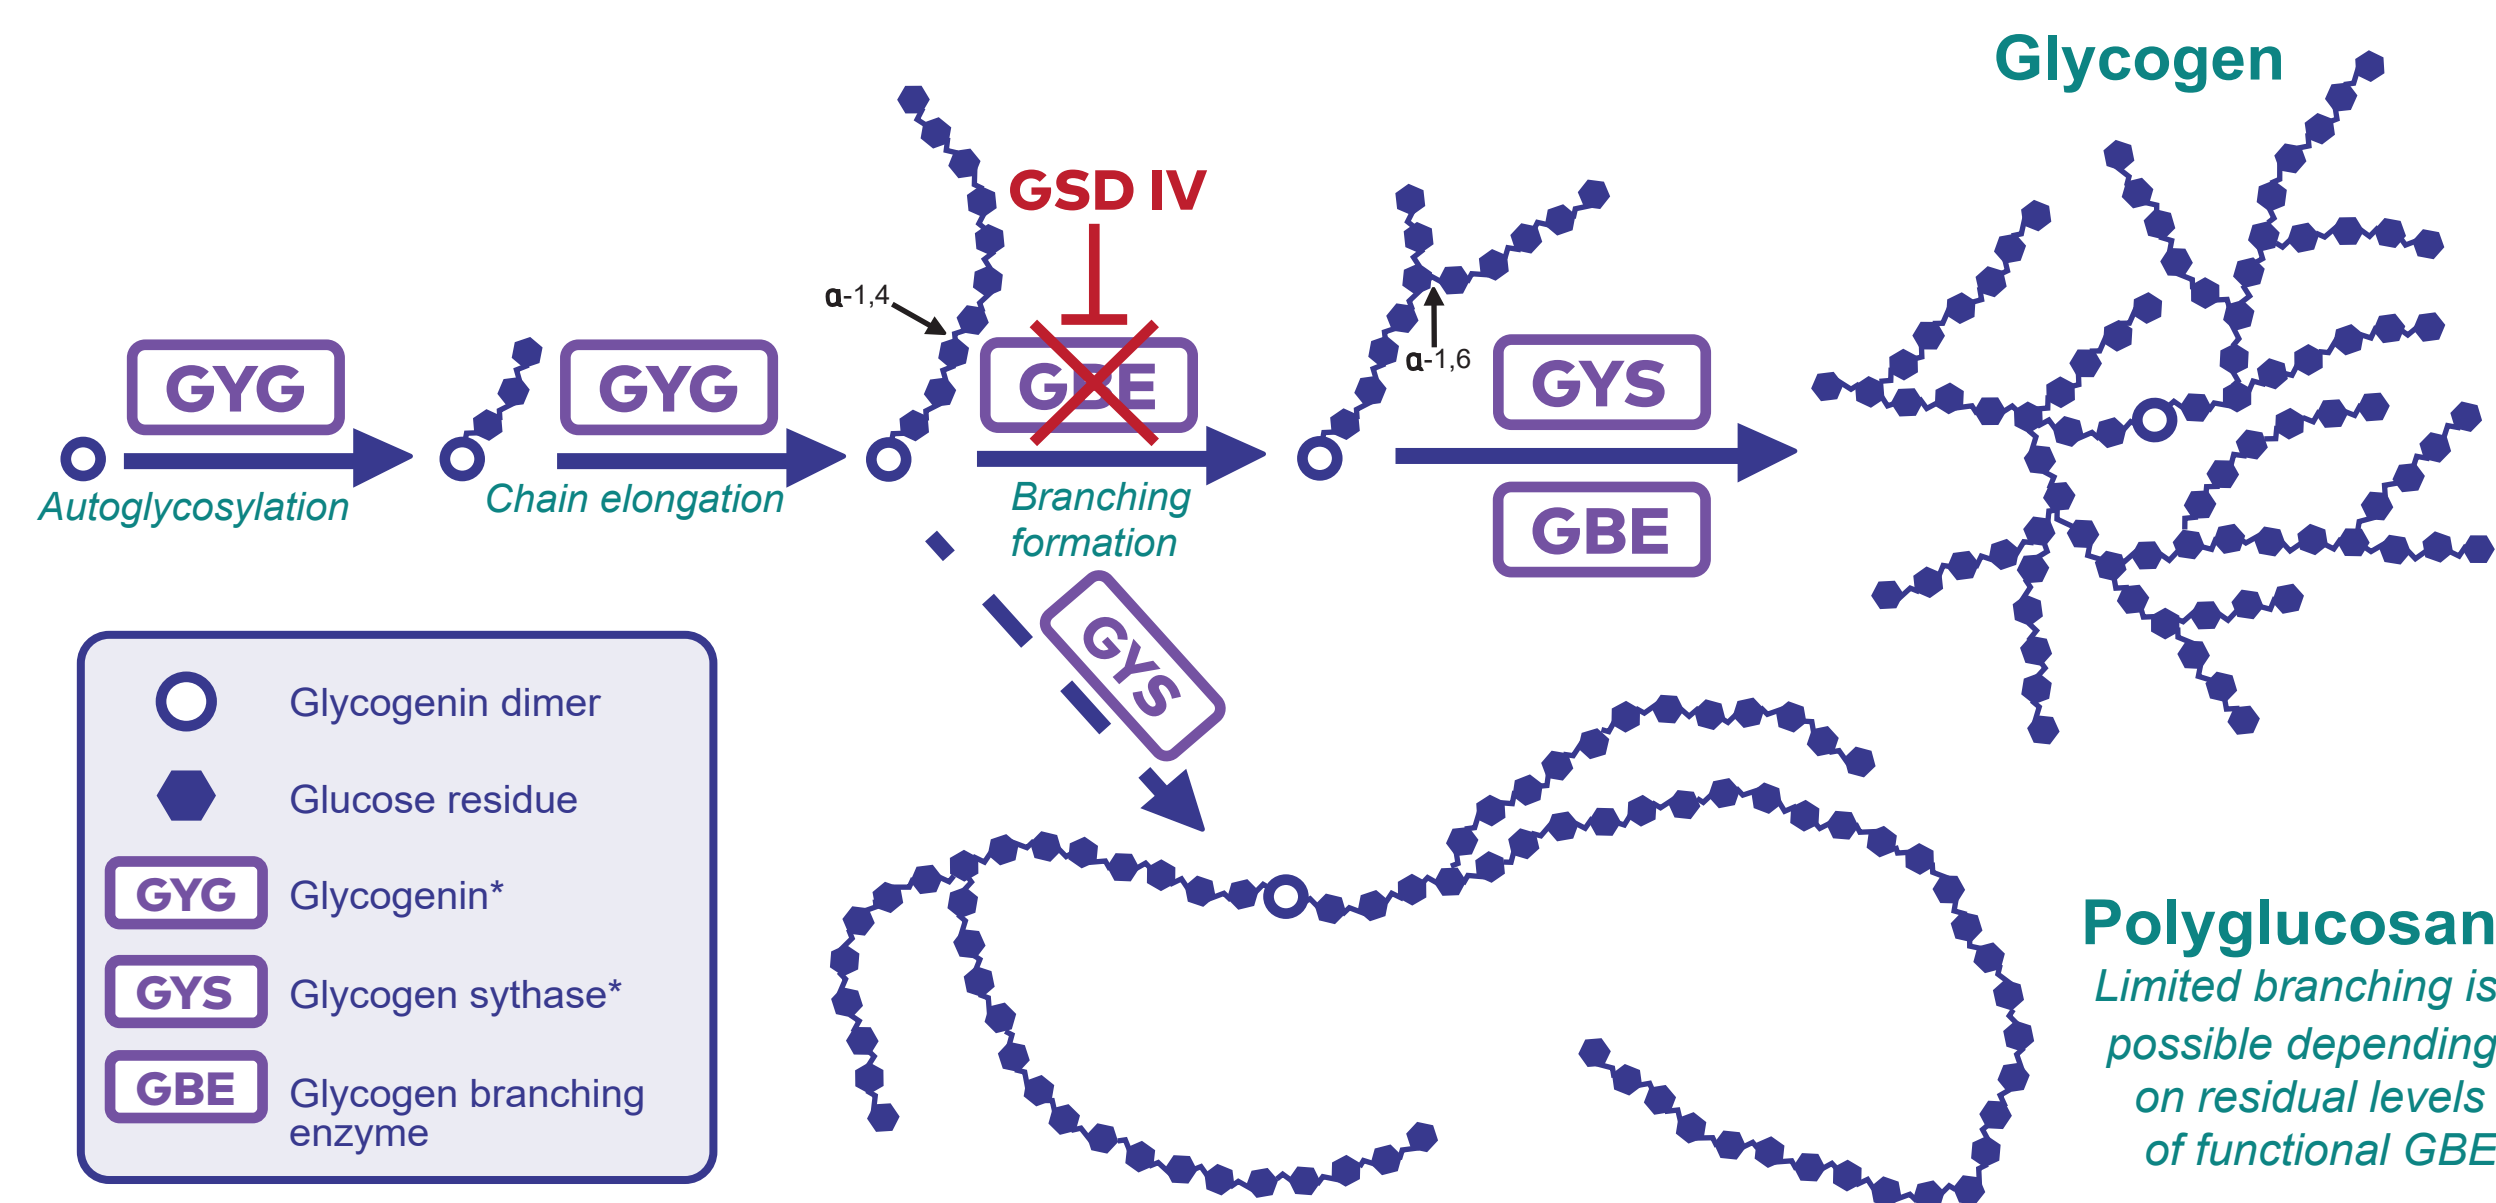 Glycogen
GSD IV
α-1,4
α-1,6
GYG
GYG
GBE
GYS
Autoglycosylation
Chain elongation
Branching
formation
GBE
GYS
Glycogenin dimer
Glucose residue
GYG Glycogenin*
GYS Glycogen sythase*
GBE Glycogen branching
enzyme
Polyglucosan
Limited branching is
possible depending
on residual levels
of functional GBE